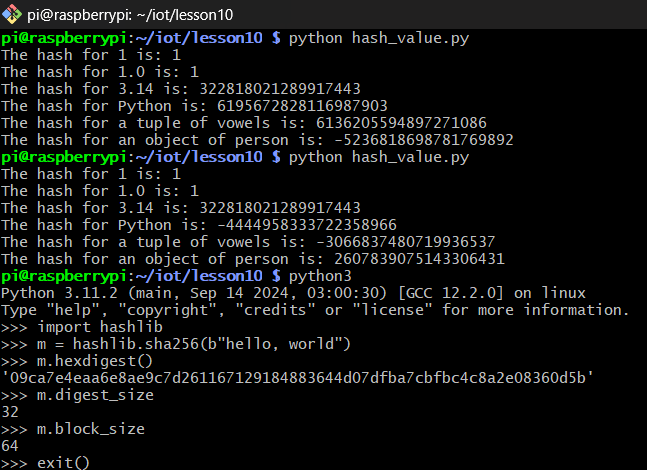 pi@raspberrypi: ~/iot/lesson10
pi@raspberrypi:~/iot/lesson10 $ python hash_value.py
The hash for 1 is: 1
The hash for 1.0 is: 1
The hash for 3.14 is: 322818021289917443
The hash for Python is: 6195672828116987903
The hash for a tuple of vowels is: 6136205594897271086
The hash for an object of person is: -5236818698781769892
pi@raspberrypi:~/iot/lesson10 $ python hash_value.py
The hash for 1 is: 1
The hash for 1.0 is: 1
The hash for 3.14 is: 322818021289917443
The hash for Python is: -4444958333722358966
The hash for a tuple of vowels is: -3066837480719936537
The hash for an object of person is: 2607839075143306431
pi@raspberrypi:~/iot/lesson10 $ python3
Python 3.11.2 (main, Sep 14 2024, 03:00:30) [GCC 12.2.0] on linux
Type "help", "copyright", "credits" or "license" for more information.
>>> import hashlib
>>> m = hashlib.sha256(b"hello, world")
>>> m.hexdigest()
'09ca7e4eaa6e8ae9c7d261167129184883644d07dfba7cbfbc4c8a2e08360d5b'
>>> m.digest_size
32
>>> m.block_size
64
>>> exit()